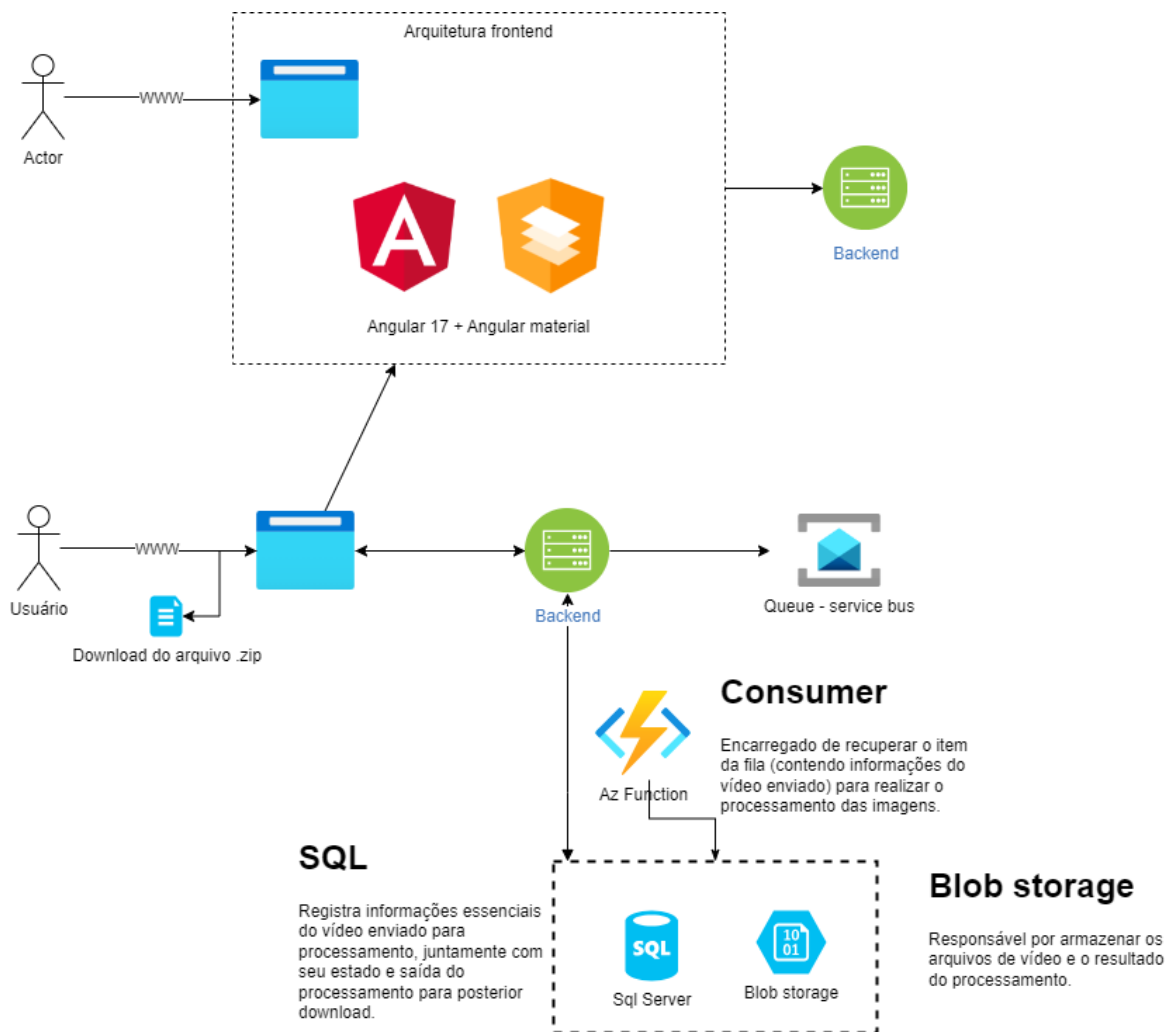 Arquitetura frontend
WWW
Actor
Backend
Angular 17 + Angular material
WWW
Usuário
Download do arquivo .zip
Backend
Queue - service bus
Consumer
Encarregado de recuperar o item
da fila (contendo informações do
vídeo enviado) para realizar o
processamento das imagens.
Az Function
SQL
Registra informações essenciais
do vídeo enviado para
processamento, juntamente com
seu estado e saída do
processamento para posterior
download.
SQL
Sql Server
10
01
Blob storage
Blob storage
Responsável por armazenar os
arquivos de vídeo e o resultado
do processamento.